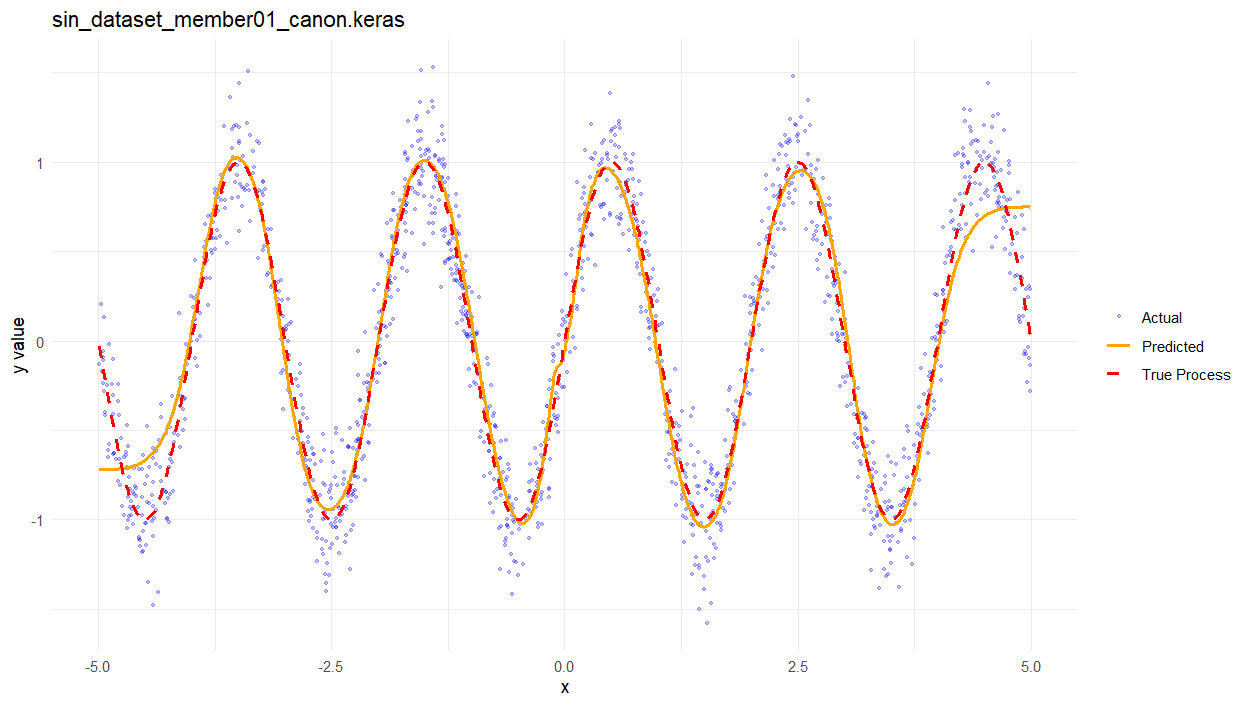 sin_dataset_member01_canon.keras
y value
1
0
-1
-5.0
-2.5
0.0
2.5
5.0
x
Actual
Predicted
True Process